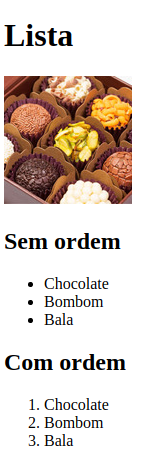 Lista
Sem ordem
• Chocolate
• Bombom
• Bala
Com ordem
1. Chocolate
2. Bombom
3. Bala